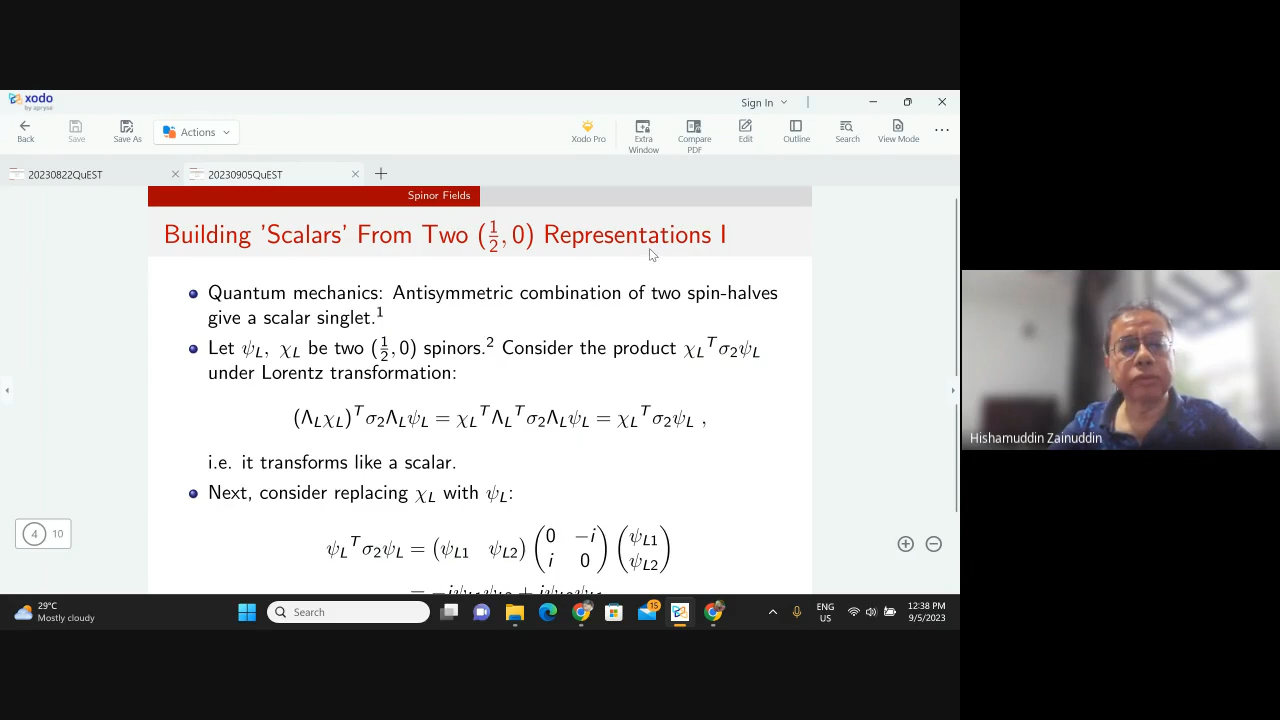 xodo
by apryse
Sign In
Back
Save
Save As
Actions
Xodo Pro
Extra Window
Compare PDF
Edit
Outline
Search
View Mode
20230822QuEST
20230905QuEST
Spinor Fields
Building 'Scalars' From Two (1/2, 0) Representations I
Quantum mechanics: Antisymmetric combination of two spin-halves
give a scalar singlet.¹
Let ψ_L, χ_L be two (1/2, 0) spinors.² Consider the product χ_L^T σ₂ψ_L
under Lorentz transformation:
(Λ_Lχ_L)^T σ₂Λ_Lψ_L = χ_L^T Λ_L^T σ₂Λ_Lψ_L = χ_L^T σ₂ψ_L ,
i.e. it transforms like a scalar.
Next, consider replacing χ_L with ψ_L:
ψ_L^T σ₂ψ_L = (ψ_L1 ψ_L2) (0 −i; i 0) (ψ_L1; ψ_L2)
4 10
Hishamuddin Zainuddin
29°C
Mostly cloudy
Search
15
ENG
US
12:38 PM
9/5/2023